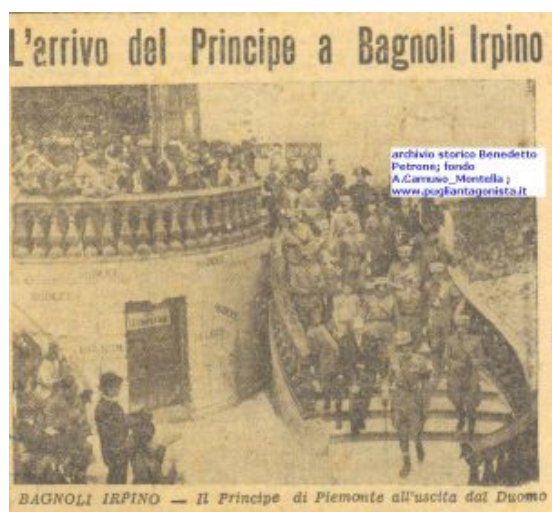 L'arrivo del Principe a Bagnoli Irpino
archivio storico Benedetto
Petrone; fondo
A.Camuso_Montella ;
www.pugliantagonista.it
BAGNOLI IRPINO — Il Principe di Piemonte all'uscita dal Duomo